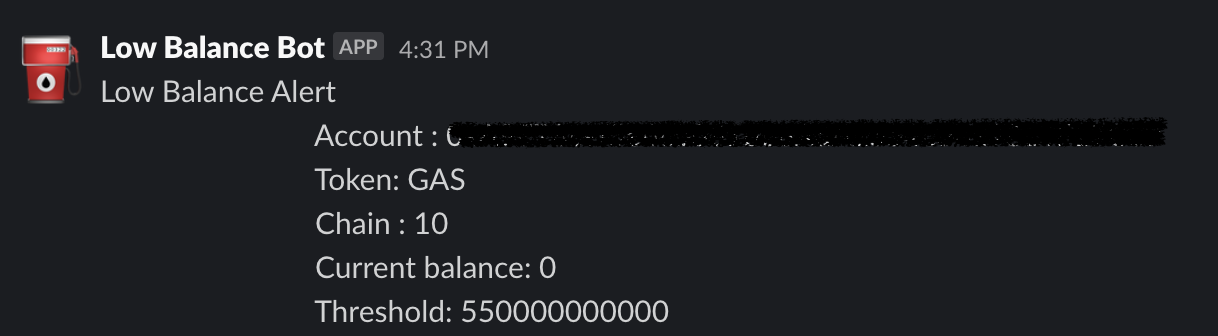 Low Balance Bot APP 4:31 PM
Low Balance Alert
Account :
Token: GAS
Chain : 10
Current balance: 0
Threshold: 550000000000